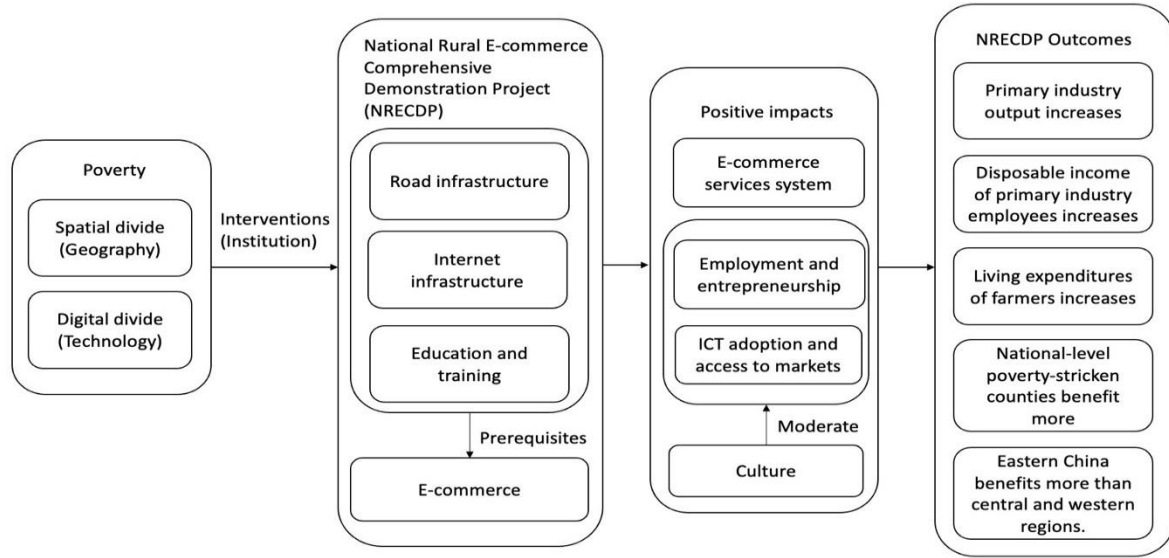 Poverty
Spatial divide
(Geography)
Digital divide
(Technology)
Interventions
(Institution)
National Rural E-commerce
Comprehensive
Demonstration Project
(NRECDP)
Road infrastructure
Internet
infrastructure
Education and
training
Prerequisites
E-commerce
Positive impacts
E-commerce
services system
Employment and
entrepreneurship
ICT adoption and
access to markets
Moderate
Culture
NRECDP Outcomes
Primary industry
output increases
Disposable income
of primary industry
employees increases
Living expenditures
of farmers increases
National-level
poverty-stricken
counties benefit
more
Eastern China
benefits more than
central and western
regions.